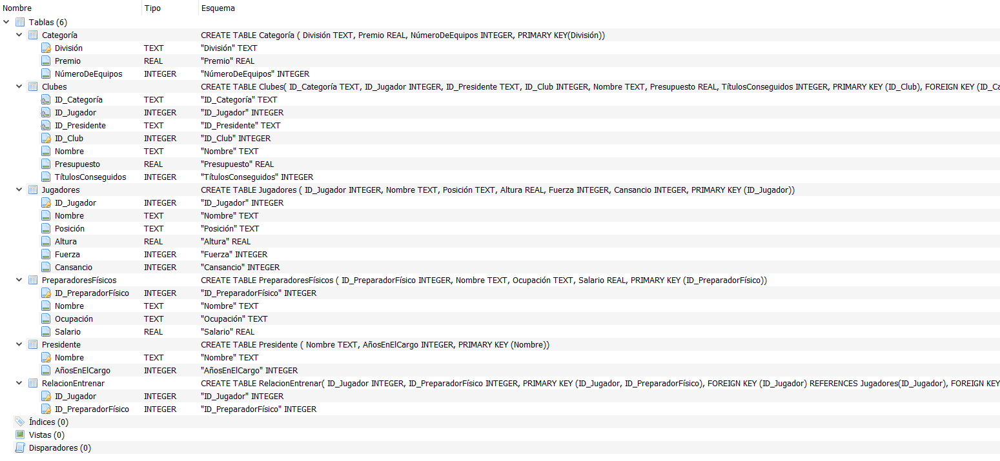 Nombre Tipo Esquema
Tablas (6)
Categoría CREATE TABLE Categoría ( División TEXT, Premio REAL, NúmeroDeEquipos INTEGER, PRIMARY KEY(División))
División TEXT "División" TEXT
Premio REAL "Premio" REAL
NúmeroDeEquipos INTEGER "NúmeroDeEquipos" INTEGER
Clubes CREATE TABLE Clubes( ID_Categoría TEXT, ID_Jugador INTEGER, ID_Presidente TEXT, ID_Club INTEGER, Nombre TEXT, Presupuesto REAL, TítulosConseguidos INTEGER, PRIMARY KEY (ID_Club), FOREIGN KEY (ID_Ca
ID_Categoría TEXT "ID_Categoría" TEXT
ID_Jugador INTEGER "ID_Jugador" INTEGER
ID_Presidente TEXT "ID_Presidente" TEXT
ID_Club INTEGER "ID_Club" INTEGER
Nombre TEXT "Nombre" TEXT
Presupuesto REAL "Presupuesto" REAL
TítulosConseguidos INTEGER "TítulosConseguidos" INTEGER
Jugadores CREATE TABLE Jugadores ( ID_Jugador INTEGER, Nombre TEXT, Posición TEXT, Altura REAL, Fuerza INTEGER, Cansancio INTEGER, PRIMARY KEY (ID_Jugador))
ID_Jugador INTEGER "ID_Jugador" INTEGER
Nombre TEXT "Nombre" TEXT
Posición TEXT "Posición" TEXT
Altura REAL "Altura" REAL
Fuerza INTEGER "Fuerza" INTEGER
Cansancio INTEGER "Cansancio" INTEGER
PreparadoresFísicos CREATE TABLE PreparadoresFísicos ( ID_PreparadorFísico INTEGER, Nombre TEXT, Ocupación TEXT, Salario REAL, PRIMARY KEY (ID_PreparadorFísico))
ID_PreparadorFísico INTEGER "ID_PreparadorFísico" INTEGER
Nombre TEXT "Nombre" TEXT
Ocupación TEXT "Ocupación" TEXT
Salario REAL "Salario" REAL
Presidente CREATE TABLE Presidente ( Nombre TEXT, AñosEnElCargo INTEGER, PRIMARY KEY (Nombre))
Nombre TEXT "Nombre" TEXT
AñosEnElCargo INTEGER "AñosEnElCargo" INTEGER
RelacionEntrenar CREATE TABLE RelacionEntrenar( ID_Jugador INTEGER, ID_PreparadorFísico INTEGER, PRIMARY KEY (ID_Jugador, ID_PreparadorFísico), FOREIGN KEY (ID_Jugador) REFERENCES Jugadores(ID_Jugador), FOREIGN KEY
ID_Jugador INTEGER "ID_Jugador" INTEGER
ID_PreparadorFísico INTEGER "ID_PreparadorFísico" INTEGER
Índices (0)
Vistas (0)
Disparadores (0)